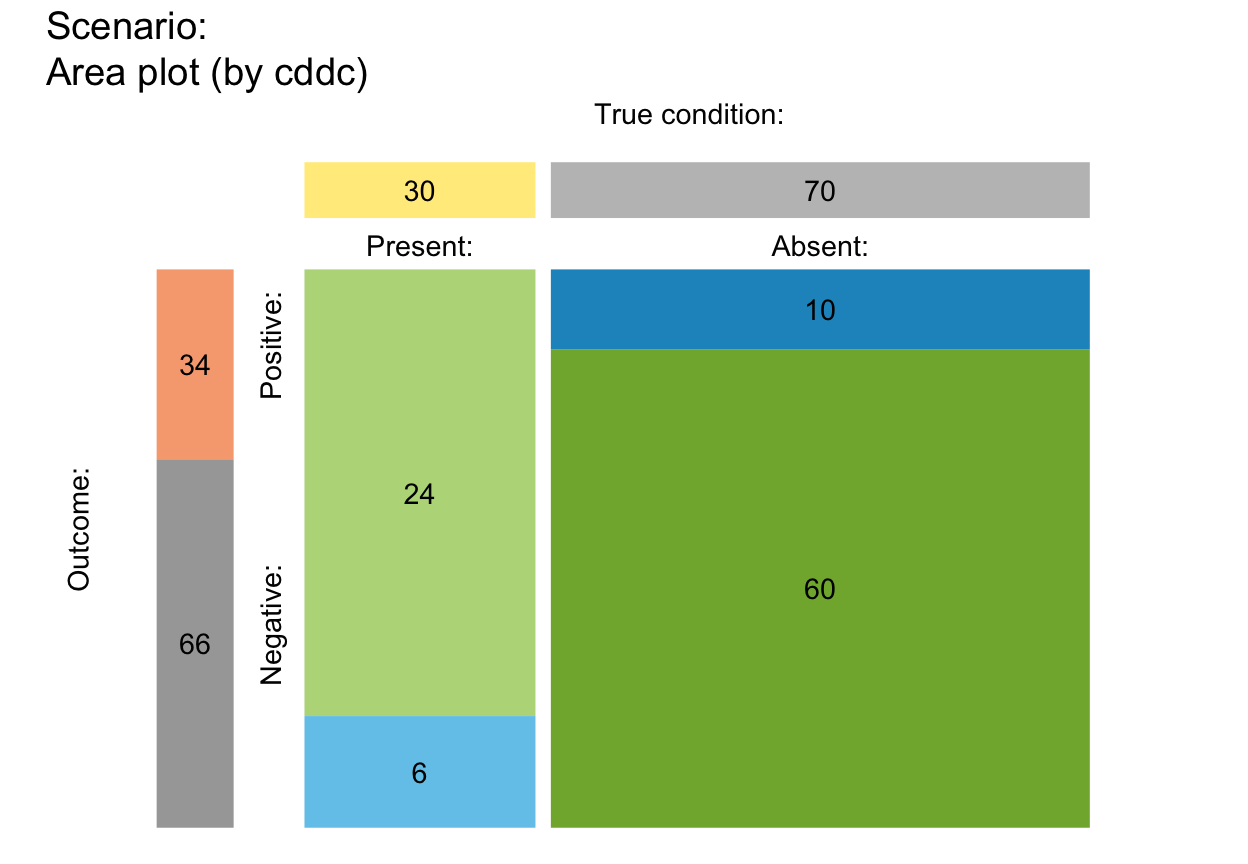 Scenario:
Area plot (by cddc)
True condition:
30
70
Present:
Absent:
Outcome:
34
66
Positive:
Negative:
24
6
10
60